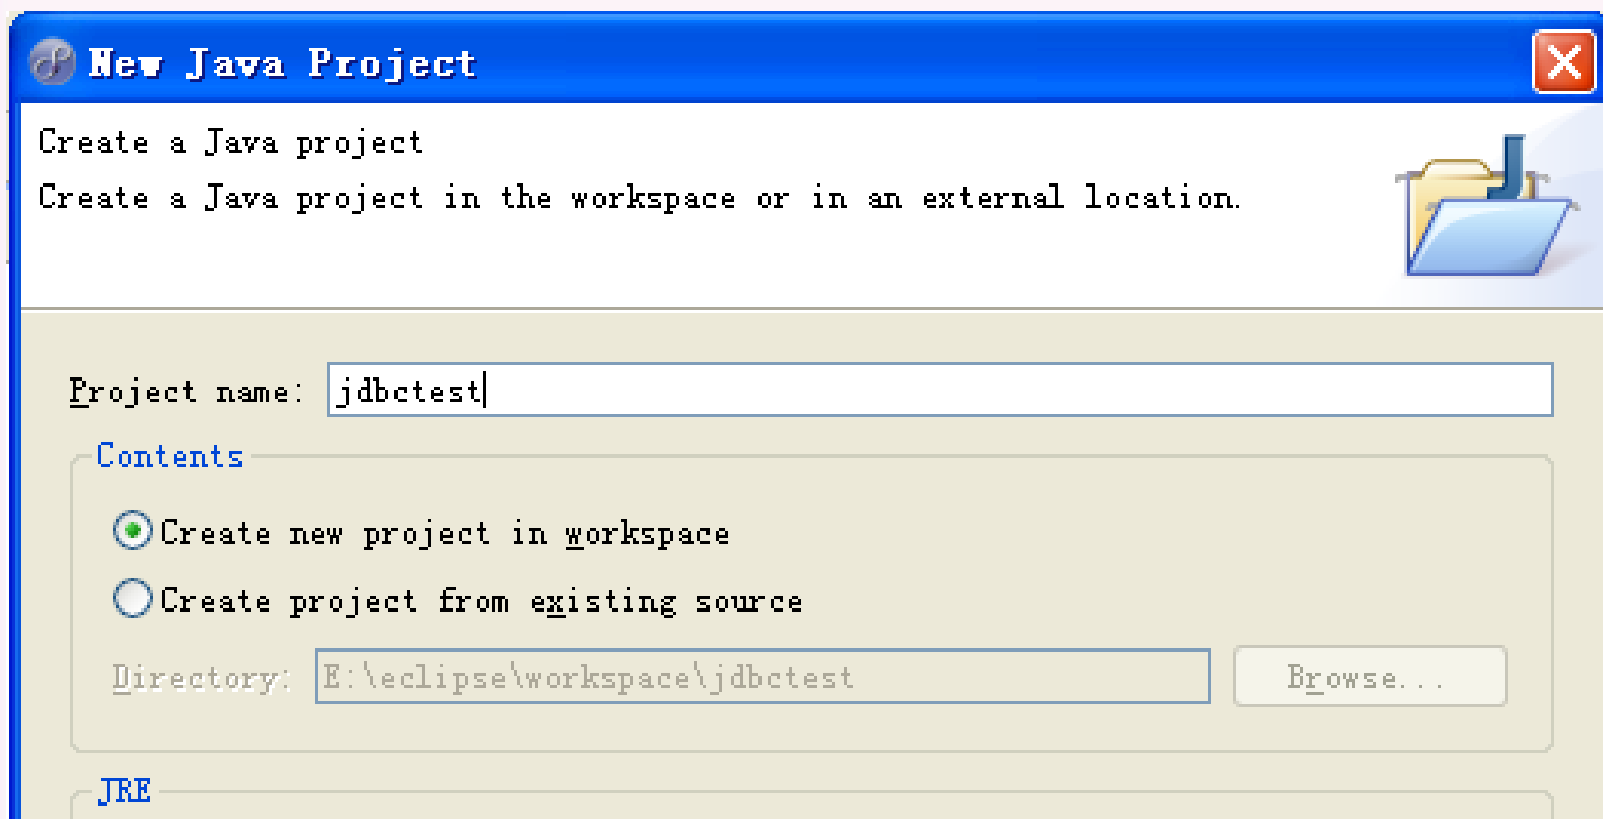 New Java Project
Create a Java project
Create a Java project in the workspace or in an external location.
Project name: jdbctest
Contents
Create new project in workspace
Create project from existing source
Directory: E:\eclipse\workspace\jdbctest Browse...
JRE